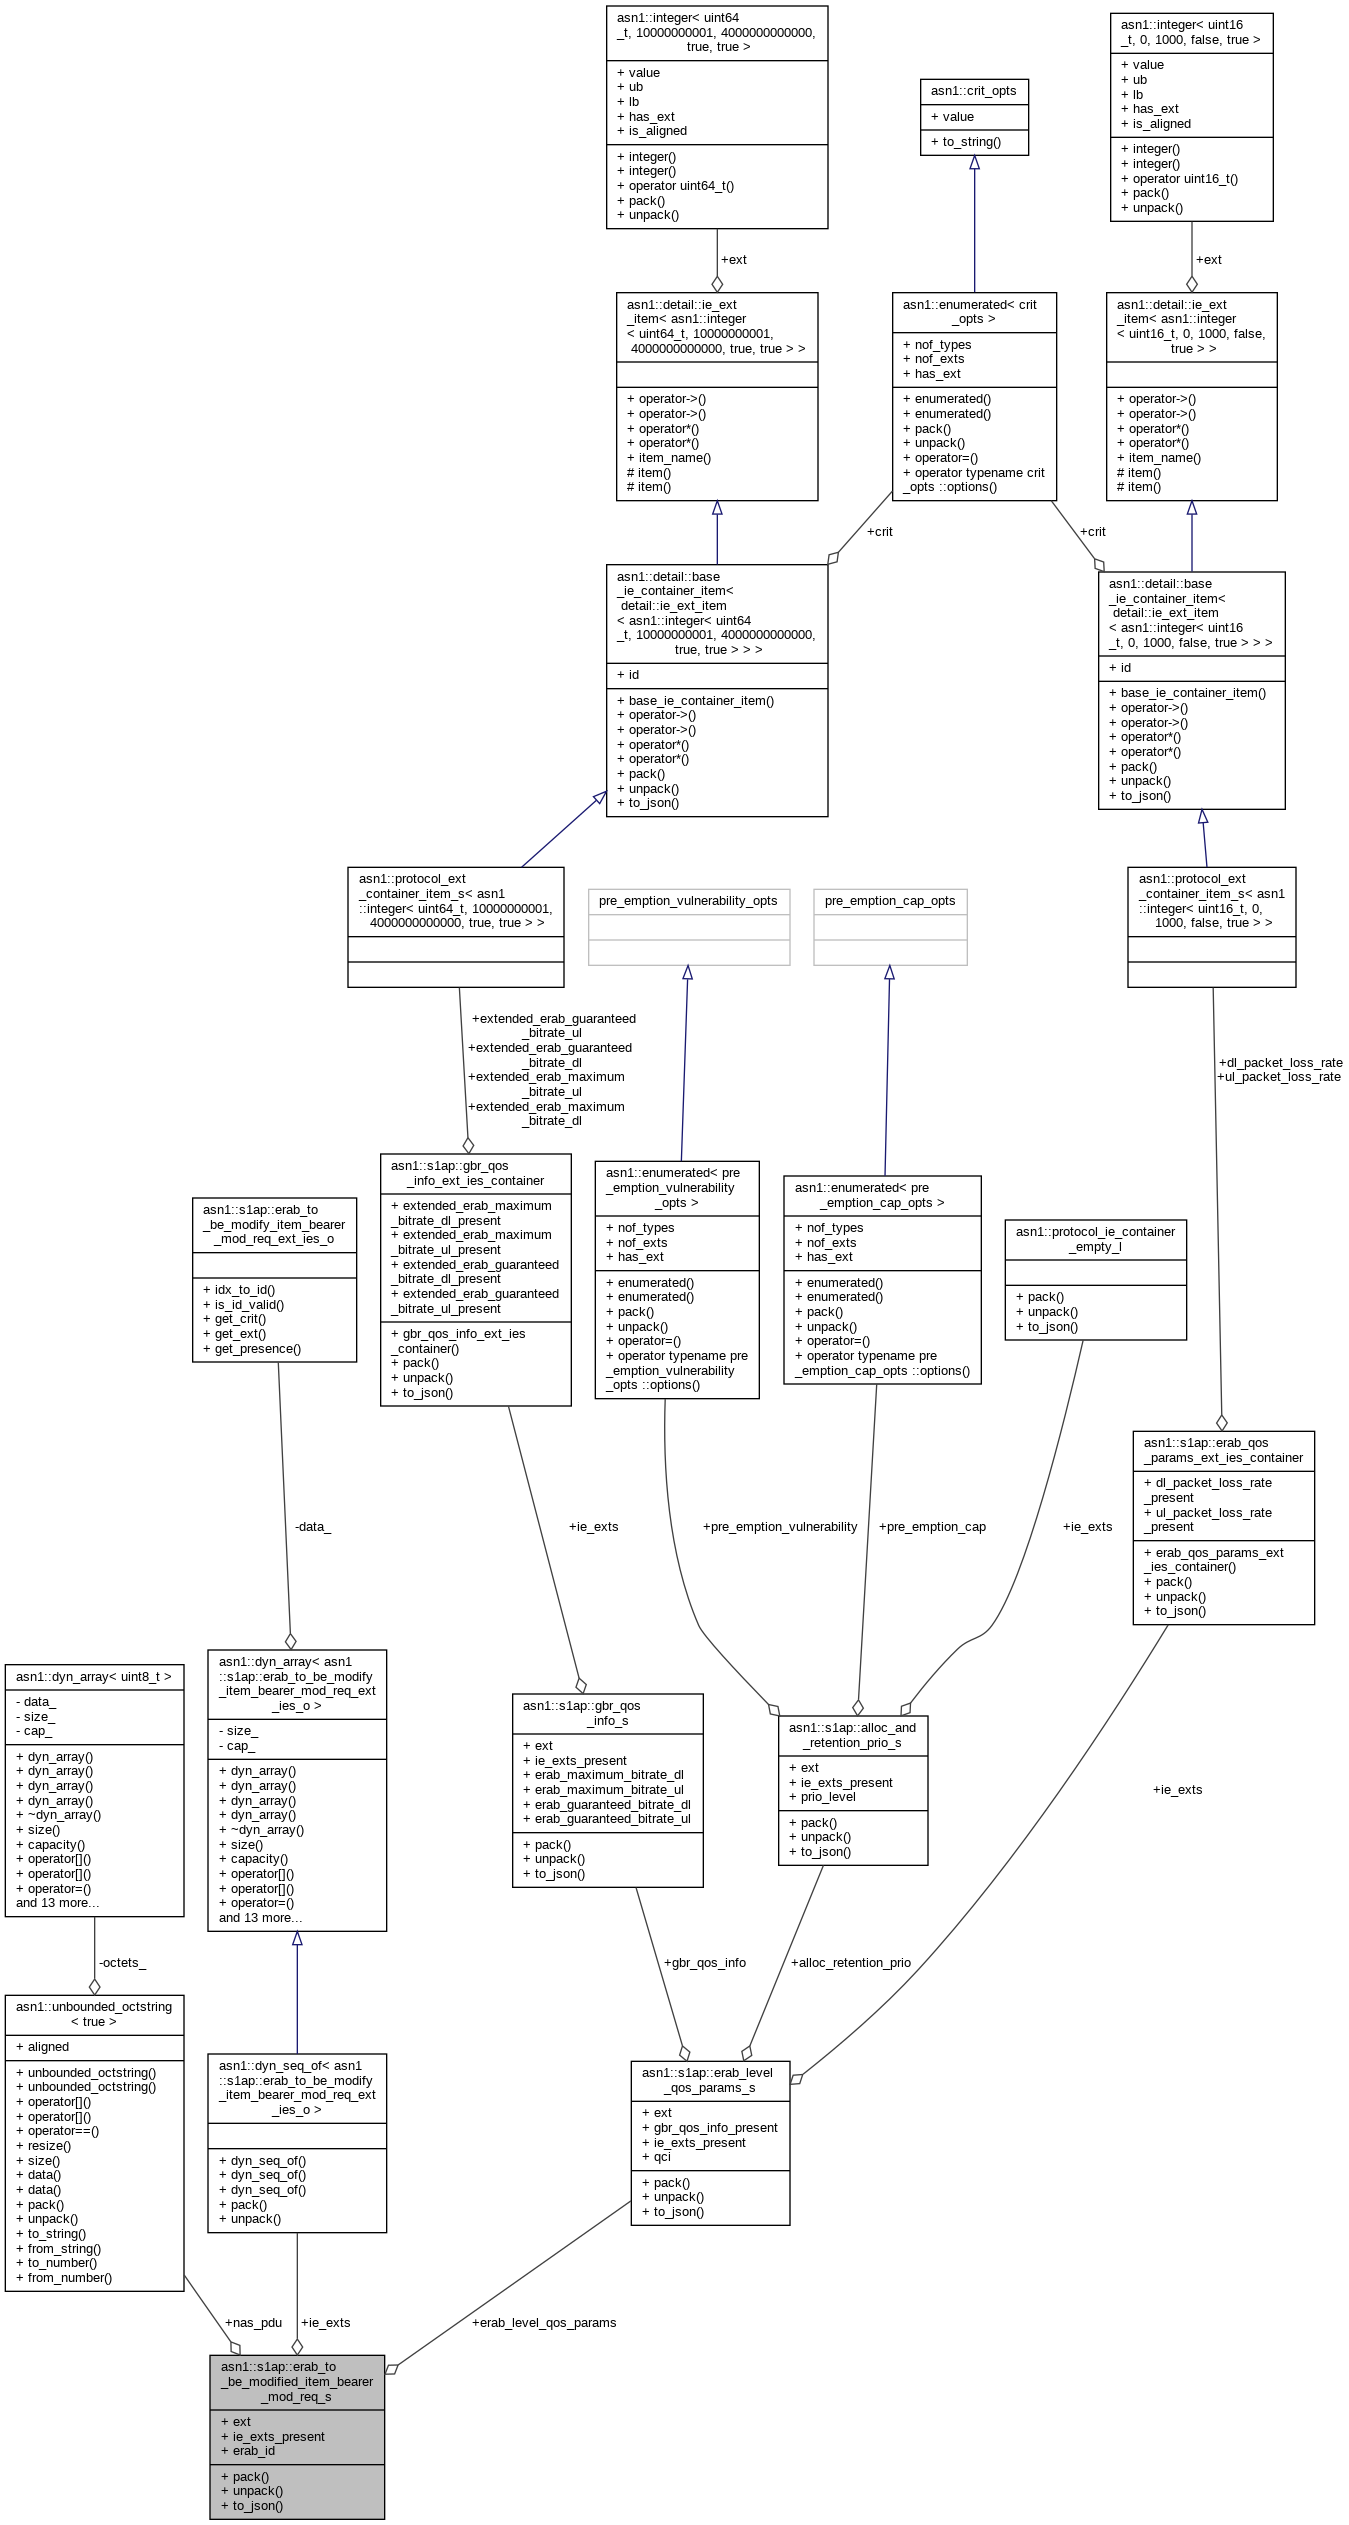 asn1::integer< uint64
_t, 10000000001, 4000000000000,
true, true >
+ value
+ ub
+ lb
+ has_ext
+ is_aligned
+ integer()
+ integer()
+ operator uint64_t()
+ pack()
+ unpack()
asn1::crit_opts
+ value
+ to_string()
asn1::integer< uint16
_t, 0, 1000, false, true >
+ value
+ ub
+ lb
+ has_ext
+ is_aligned
+ integer()
+ integer()
+ operator uint16_t()
+ pack()
+ unpack()
+ext
+ext
asn1::detail::ie_ext
_item< asn1::integer
< uint64_t, 10000000001,
4000000000000, true, true > >
+ operator->()
+ operator->()
+ operator*()
+ operator*()
+ item_name()
# item()
# item()
asn1::enumerated< crit
_opts >
+ nof_types
+ nof_exts
+ has_ext
+ enumerated()
+ enumerated()
+ pack()
+ unpack()
+ operator=()
+ operator typename crit
_opts ::options()
asn1::detail::ie_ext
_item< asn1::integer
< uint16_t, 0, 1000, false,
true > >
+ operator->()
+ operator->()
+ operator*()
+ operator*()
+ item_name()
# item()
# item()
+crit
+crit
asn1::detail::base
_ie_container_item<
detail::ie_ext_item
< asn1::integer< uint64
_t, 10000000001, 4000000000000,
true, true > > >
+ id
+ base_ie_container_item()
+ operator->()
+ operator->()
+ operator*()
+ operator*()
+ pack()
+ unpack()
+ to_json()
asn1::detail::base
_ie_container_item<
detail::ie_ext_item
< asn1::integer< uint16
_t, 0, 1000, false, true > > >
+ id
+ base_ie_container_item()
+ operator->()
+ operator->()
+ operator*()
+ operator*()
+ pack()
+ unpack()
+ to_json()
asn1::protocol_ext
_container_item_s< asn1
::integer< uint64_t, 10000000001,
4000000000000, true, true > >
pre_emption_vulnerability_opts
pre_emption_cap_opts
asn1::protocol_ext
_container_item_s< asn1
::integer< uint16_t, 0,
1000, false, true > >
+extended_erab_guaranteed
_bitrate_ul
+extended_erab_guaranteed
_bitrate_dl
+extended_erab_maximum
_bitrate_ul
+extended_erab_maximum
_bitrate_dl
+dl_packet_loss_rate
+ul_packet_loss_rate
asn1::s1ap::erab_to
_be_modify_item_bearer
_mod_req_ext_ies_o
+ idx_to_id()
+ is_id_valid()
+ get_crit()
+ get_ext()
+ get_presence()
asn1::s1ap::gbr_qos
_info_ext_ies_container
+ extended_erab_maximum
_bitrate_dl_present
+ extended_erab_maximum
_bitrate_ul_present
+ extended_erab_guaranteed
_bitrate_dl_present
+ extended_erab_guaranteed
_bitrate_ul_present
+ gbr_qos_info_ext_ies
_container()
+ pack()
+ unpack()
+ to_json()
asn1::enumerated< pre
_emption_vulnerability
_opts >
+ nof_types
+ nof_exts
+ has_ext
+ enumerated()
+ enumerated()
+ pack()
+ unpack()
+ operator=()
+ operator typename pre
_emption_vulnerability
_opts ::options()
asn1::enumerated< pre
_emption_cap_opts >
+ nof_types
+ nof_exts
+ has_ext
+ enumerated()
+ enumerated()
+ pack()
+ unpack()
+ operator=()
+ operator typename pre
_emption_cap_opts ::options()
asn1::protocol_ie_container
_empty_l
+ pack()
+ unpack()
+ to_json()
asn1::s1ap::erab_qos
_params_ext_ies_container
+ dl_packet_loss_rate
_present
+ ul_packet_loss_rate
_present
+ erab_qos_params_ext
_ies_container()
+ pack()
+ unpack()
+ to_json()
-data_
+ie_exts
+pre_emption_vulnerability
+pre_emption_cap
+ie_exts
asn1::dyn_array< uint8_t >
- data_
- size_
- cap_
+ dyn_array()
+ dyn_array()
+ dyn_array()
+ dyn_array()
+ ~dyn_array()
+ size()
+ capacity()
+ operator[]()
+ operator[]()
+ operator=()
and 13 more...
asn1::dyn_array< asn1
::s1ap::erab_to_be_modify
_item_bearer_mod_req_ext
_ies_o >
- size_
- cap_
+ dyn_array()
+ dyn_array()
+ dyn_array()
+ dyn_array()
+ ~dyn_array()
+ size()
+ capacity()
+ operator[]()
+ operator[]()
+ operator=()
and 13 more...
asn1::s1ap::gbr_qos
_info_s
+ ext
+ ie_exts_present
+ erab_maximum_bitrate_dl
+ erab_maximum_bitrate_ul
+ erab_guaranteed_bitrate_dl
+ erab_guaranteed_bitrate_ul
+ pack()
+ unpack()
+ to_json()
asn1::s1ap::alloc_and
_retention_prio_s
+ ext
+ ie_exts_present
+ prio_level
+ pack()
+ unpack()
+ to_json()
+ie_exts
-octets_
+gbr_qos_info
+alloc_retention_prio
asn1::unbounded_octstring
< true >
+ aligned
+ unbounded_octstring()
+ unbounded_octstring()
+ operator[]()
+ operator[]()
+ operator==()
+ resize()
+ size()
+ data()
+ data()
+ pack()
+ unpack()
+ to_string()
+ from_string()
+ to_number()
+ from_number()
asn1::dyn_seq_of< asn1
::s1ap::erab_to_be_modify
_item_bearer_mod_req_ext
_ies_o >
+ dyn_seq_of()
+ dyn_seq_of()
+ dyn_seq_of()
+ pack()
+ unpack()
asn1::s1ap::erab_level
_qos_params_s
+ ext
+ gbr_qos_info_present
+ ie_exts_present
+ qci
+ pack()
+ unpack()
+ to_json()
+nas_pdu
+ie_exts
+erab_level_qos_params
asn1::s1ap::erab_to
_be_modified_item_bearer
_mod_req_s
+ ext
+ ie_exts_present
+ erab_id
+ pack()
+ unpack()
+ to_json()